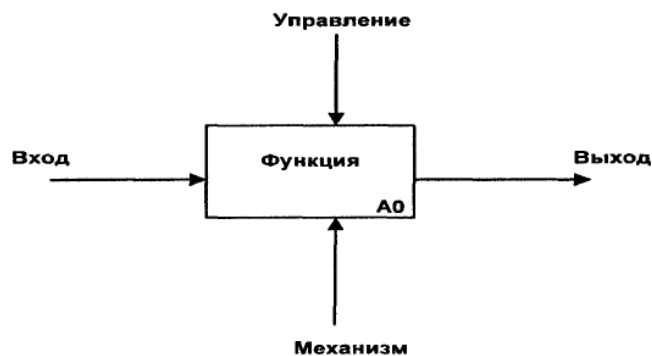 Управление
Вход
Функция
Выход
A0
Механизм